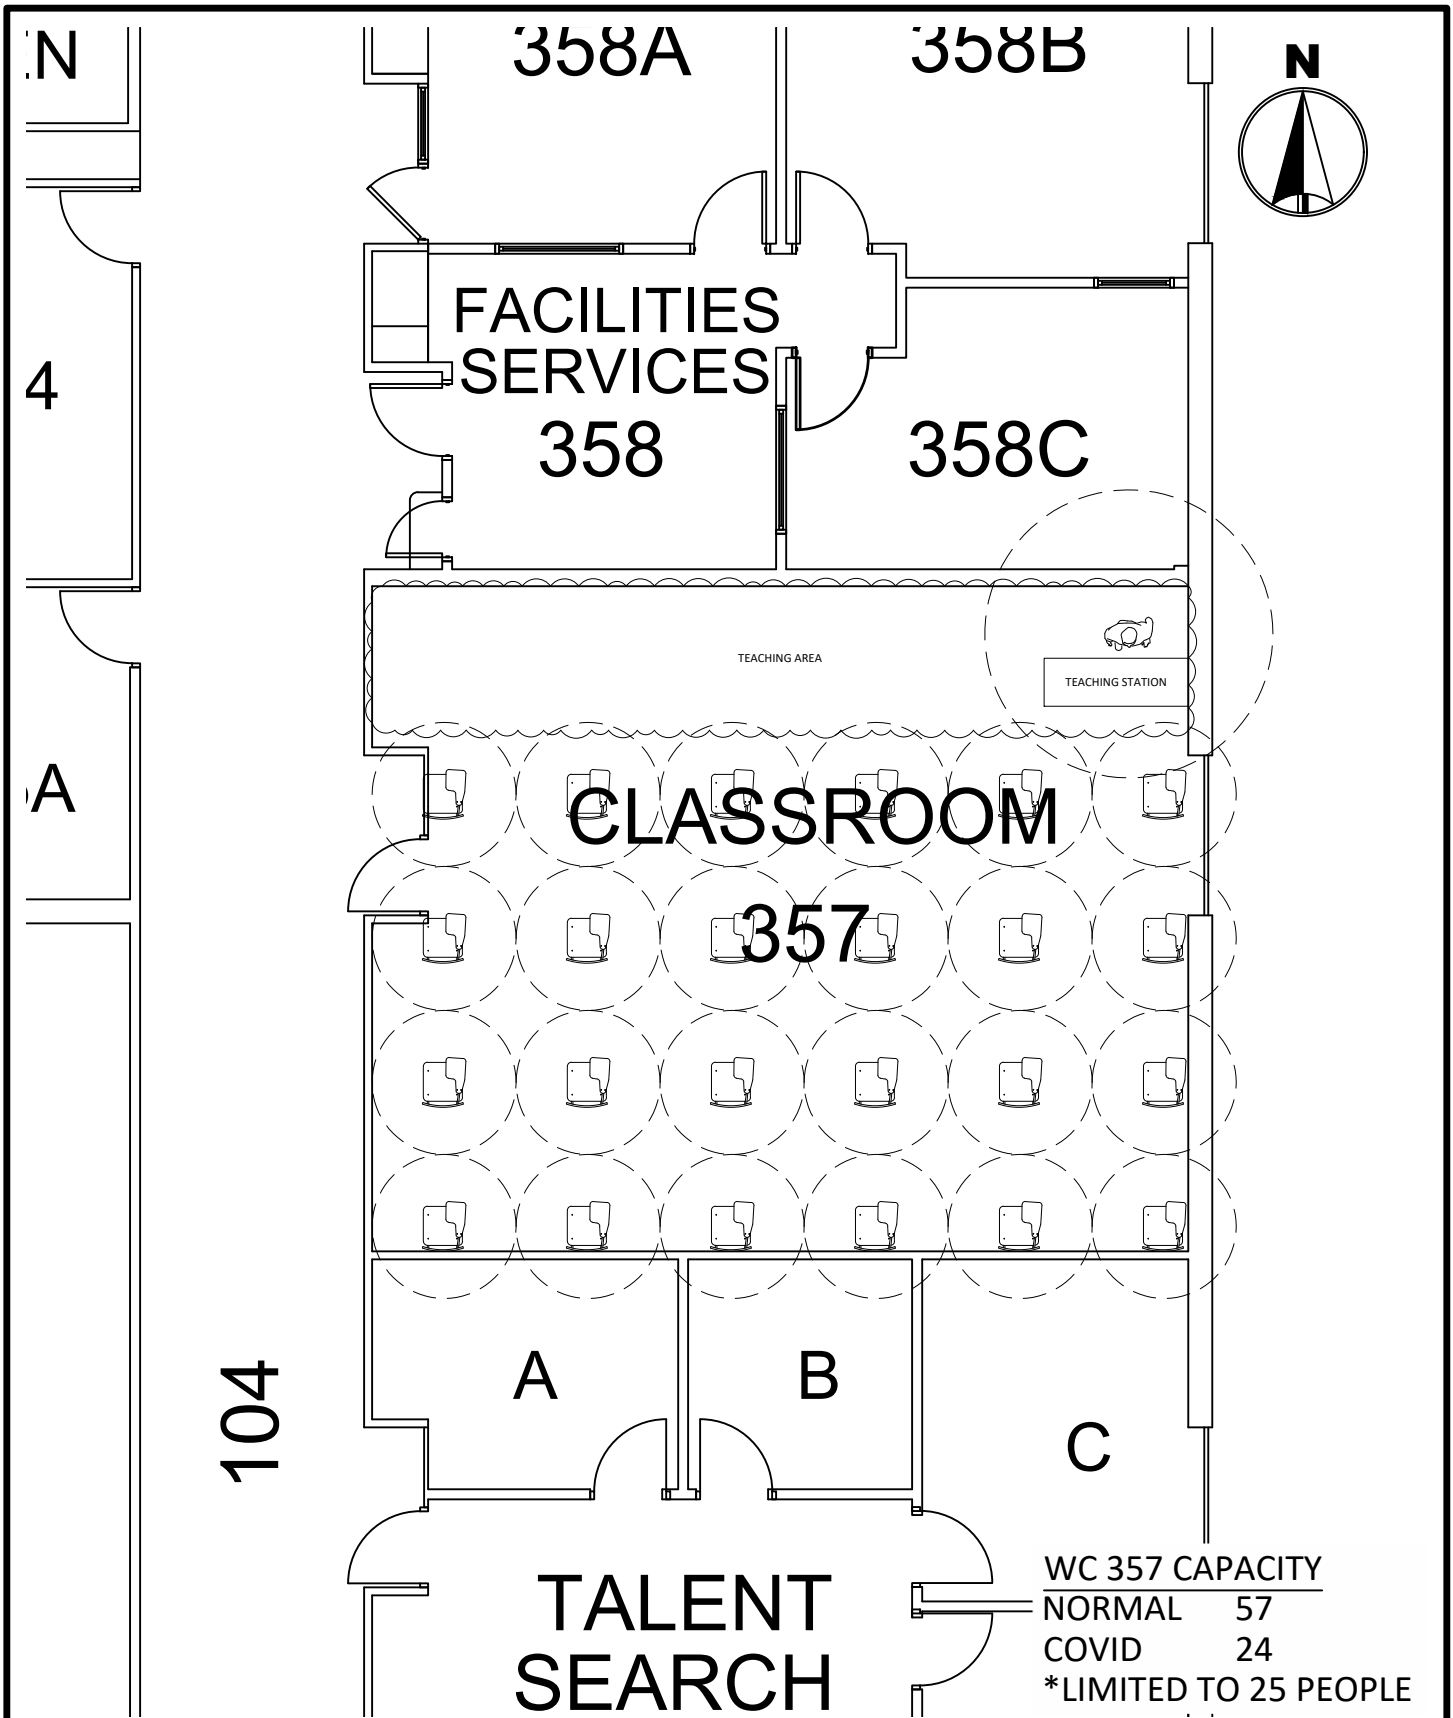 358A
358B
N
FACILITIES
SERVICES
358
358C
4
TEACHING AREA
TEACHING STATION
CLASSROOM
357
A
B
C
104
TALENT
SEARCH
WC 357 CAPACITY
NORMAL 57
COVID 24
*LIMITED TO 25 PEOPLE